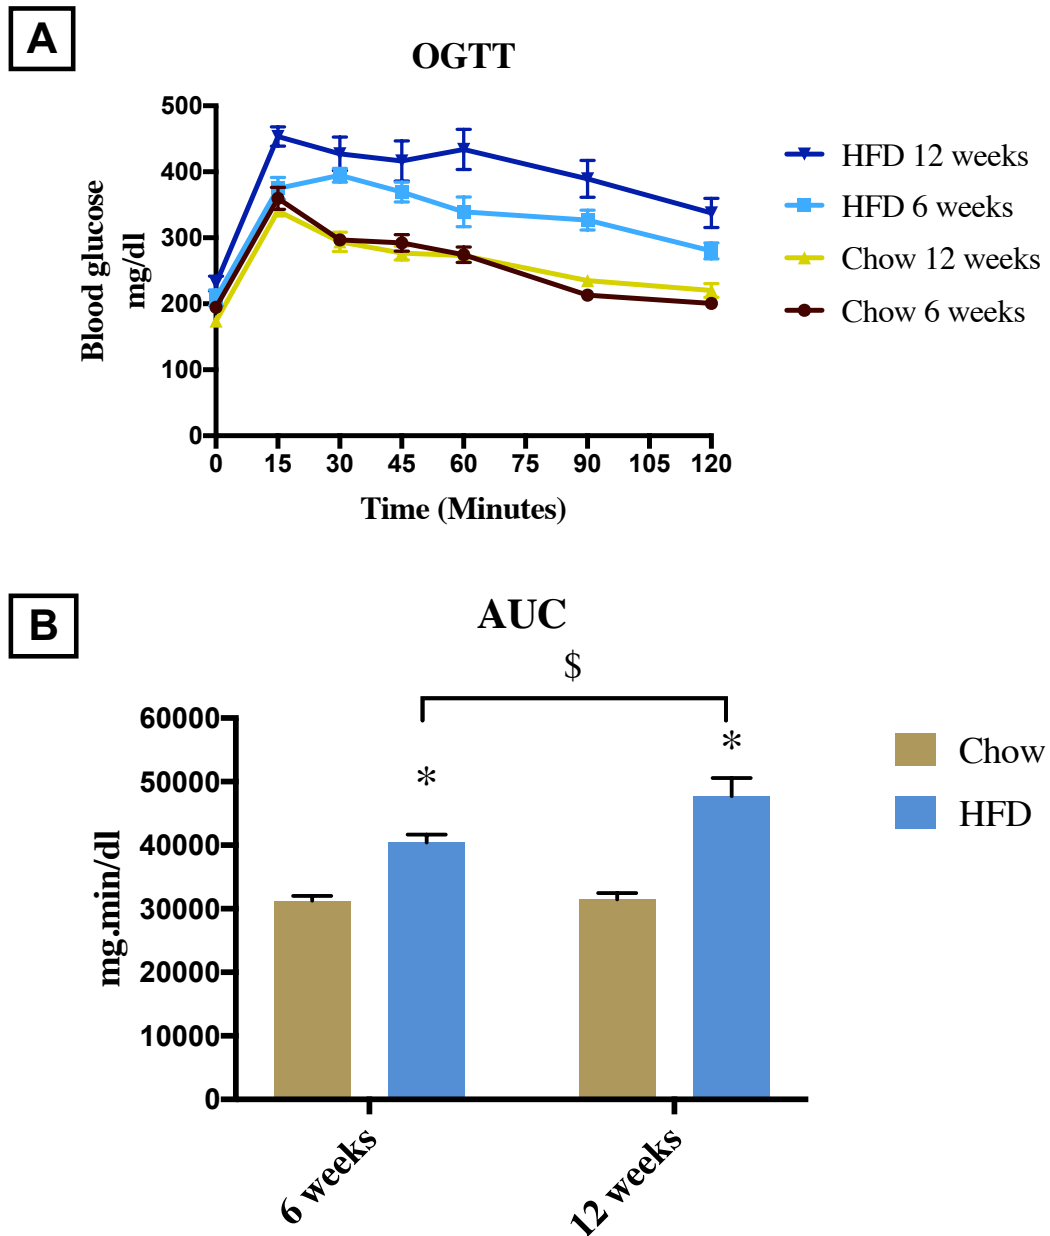 A
OGTT
500
400
300
200
100
0
Blood glucose
mg/dl
0 15 30 45 60 75 90 105 120
Time (Minutes)
HFD 12 weeks
HFD 6 weeks
Chow 12 weeks
Chow 6 weeks
B
AUC
$
60000
50000
40000
30000
20000
10000
0
mg.min/dl
*
*
6 weeks
12 weeks
Chow
HFD